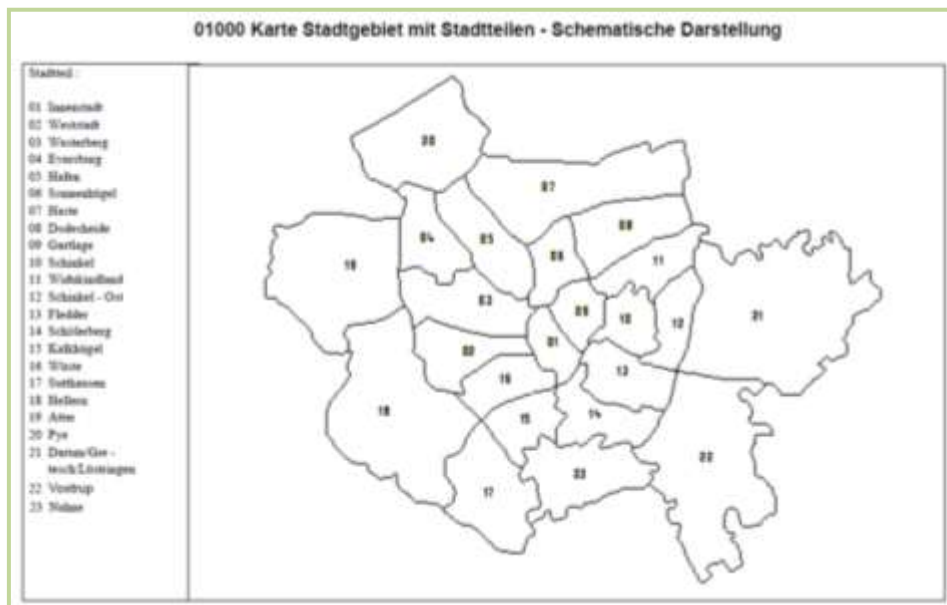 01000 Karte Stadtgebiet mit Stadtteilen - Schematische Darstellung
Stadtteil :
01 Innenstadt
02 Weststadt
03 Westerberg
04 Eversburg
05 Hafen
06 Sonnenhügel
07 Haste
08 Dodesheide
09 Gartlage
10 Schinkel
11 Widukindland
12 Schinkel - Ost
13 Fledder
14 Schölerberg
15 Kalkhügel
16 Wüste
17 Sutthausen
18 Hellern
19 Atter
20 Pye
21 Darum/Gre -
tesch/Lüstringen
22 Voxtrup
23 Nahne
20
07
08
04
05
06
11
19
03
09
10
12
21
01
02
13
16
18
15
14
22
23
17